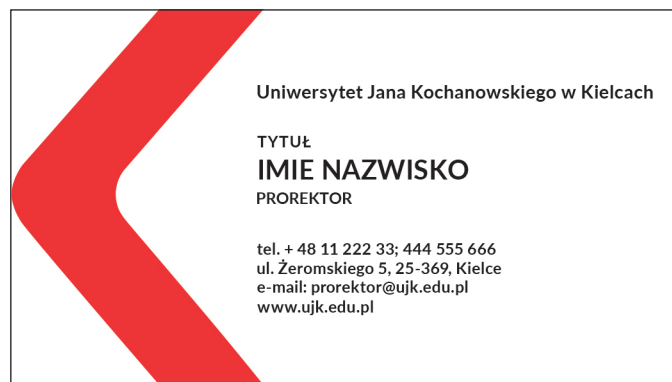 Uniwersytet Jana Kochanowskiego w Kielcach
TYTUŁ
IMIE NAZWISKO
PROREKTOR
tel. + 48 11 222 33; 444 555 666
ul. Żeromskiego 5, 25-369, Kielce
e-mail: prorektor@ujk.edu.pl
www.ujk.edu.pl